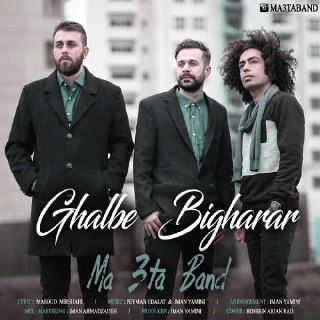 MA3TABAND
Ghalbe Bigharar
Ma 3ta Band
LYRIC : MASOUD MIRSHAHI / MUSIC : PEYMAN EDALAT & IMAN YAMINI / ARRANGEMENT : IMAN YAMINI
MIX - MASTERING : IMAN AHMADZADEH / PRODUCER : IMAN YAMINI / COVER : HOSSEIN ARIAN RAD